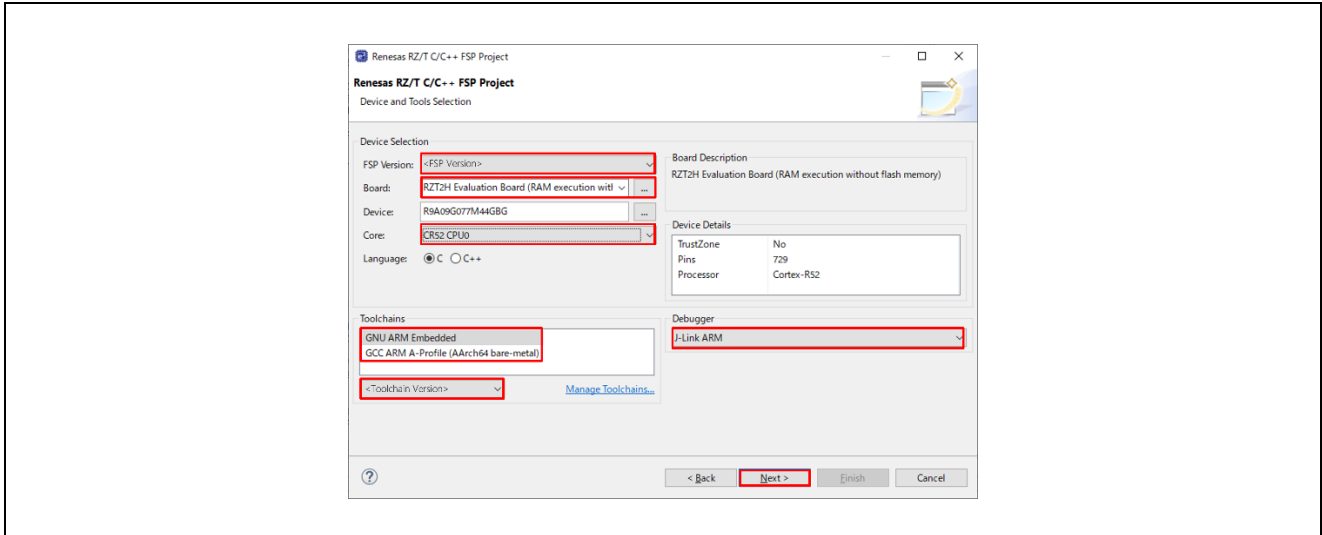 Renesas RZ/T C/C++ FSP Project
Renesas RZ/T C/C++ FSP Project
Device and Tools Selection
Device Selection
FSP Version: <FSP Version>
Board: RZT2H Evaluation Board (RAM execution witl ...
Device: R9A09G077M44GBG ...
Core: CR52 CPU0
Language: C C++
Board Description
RZT2H Evaluation Board (RAM execution without flash memory)
Device Details
TrustZone No
Pins 729
Processor Cortex-R52
Toolchains
GNU ARM Embedded
GCC ARM A-Profile (AArch64 bare-metal)
<Toolchain Version> Manage Toolchains...
Debugger
J-Link ARM
? < Back Next > Finish Cancel